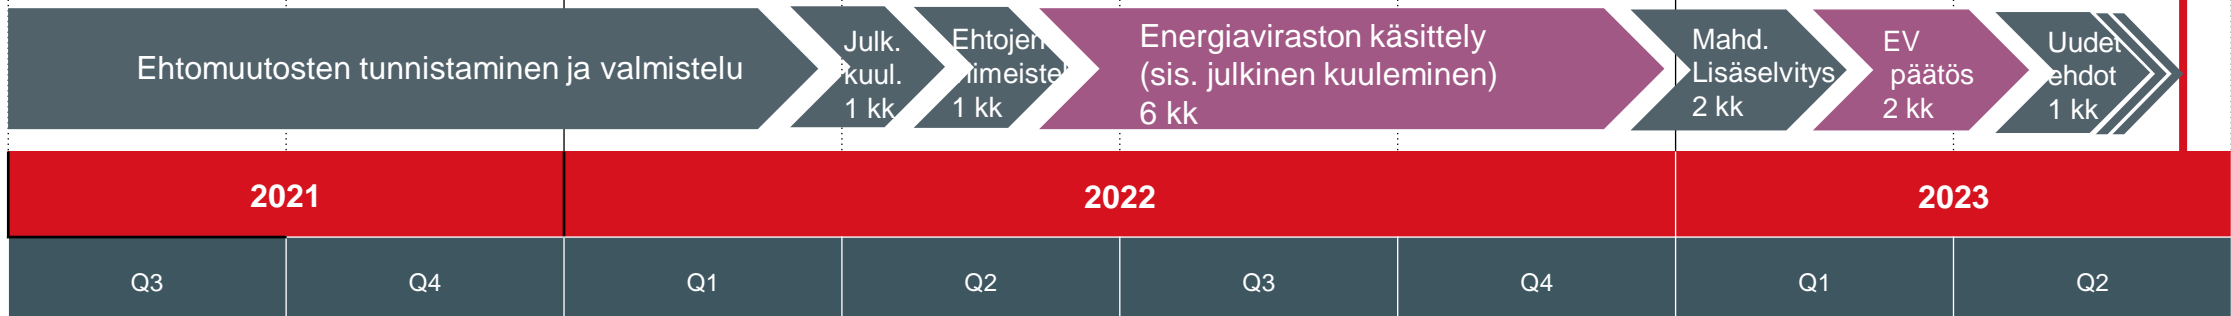 Ehtomuutosten tunnistaminen ja valmistelu
Julk.
kuul.
1 kk
Ehtojen
1 kk
Energiaviraston käsittely
(sis. julkinen kuuleminen)
6 kk
Mahd.
Lisäselvitys
2 kk
EV
päätös
2 kk
Uudet
ehdot
1 kk
2021
2022
2023
Q3
Q4
Q1
Q2
Q3
Q4
Q1
Q2